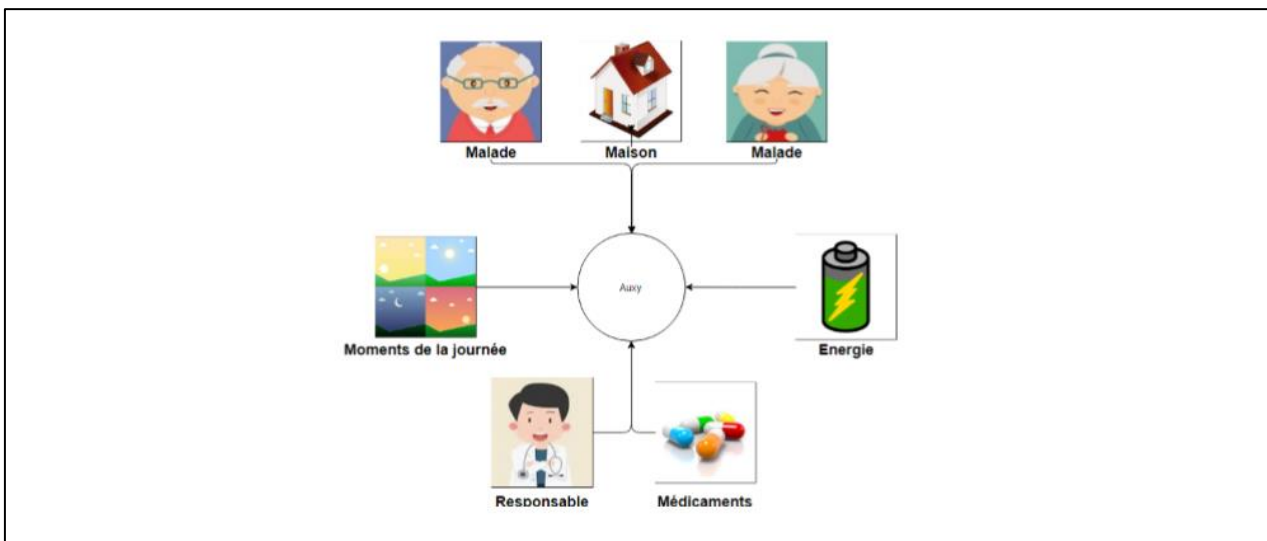 Malade
Maison
Malade
Auxy
Moments de la journée
Energie
Responsable
Médicaments